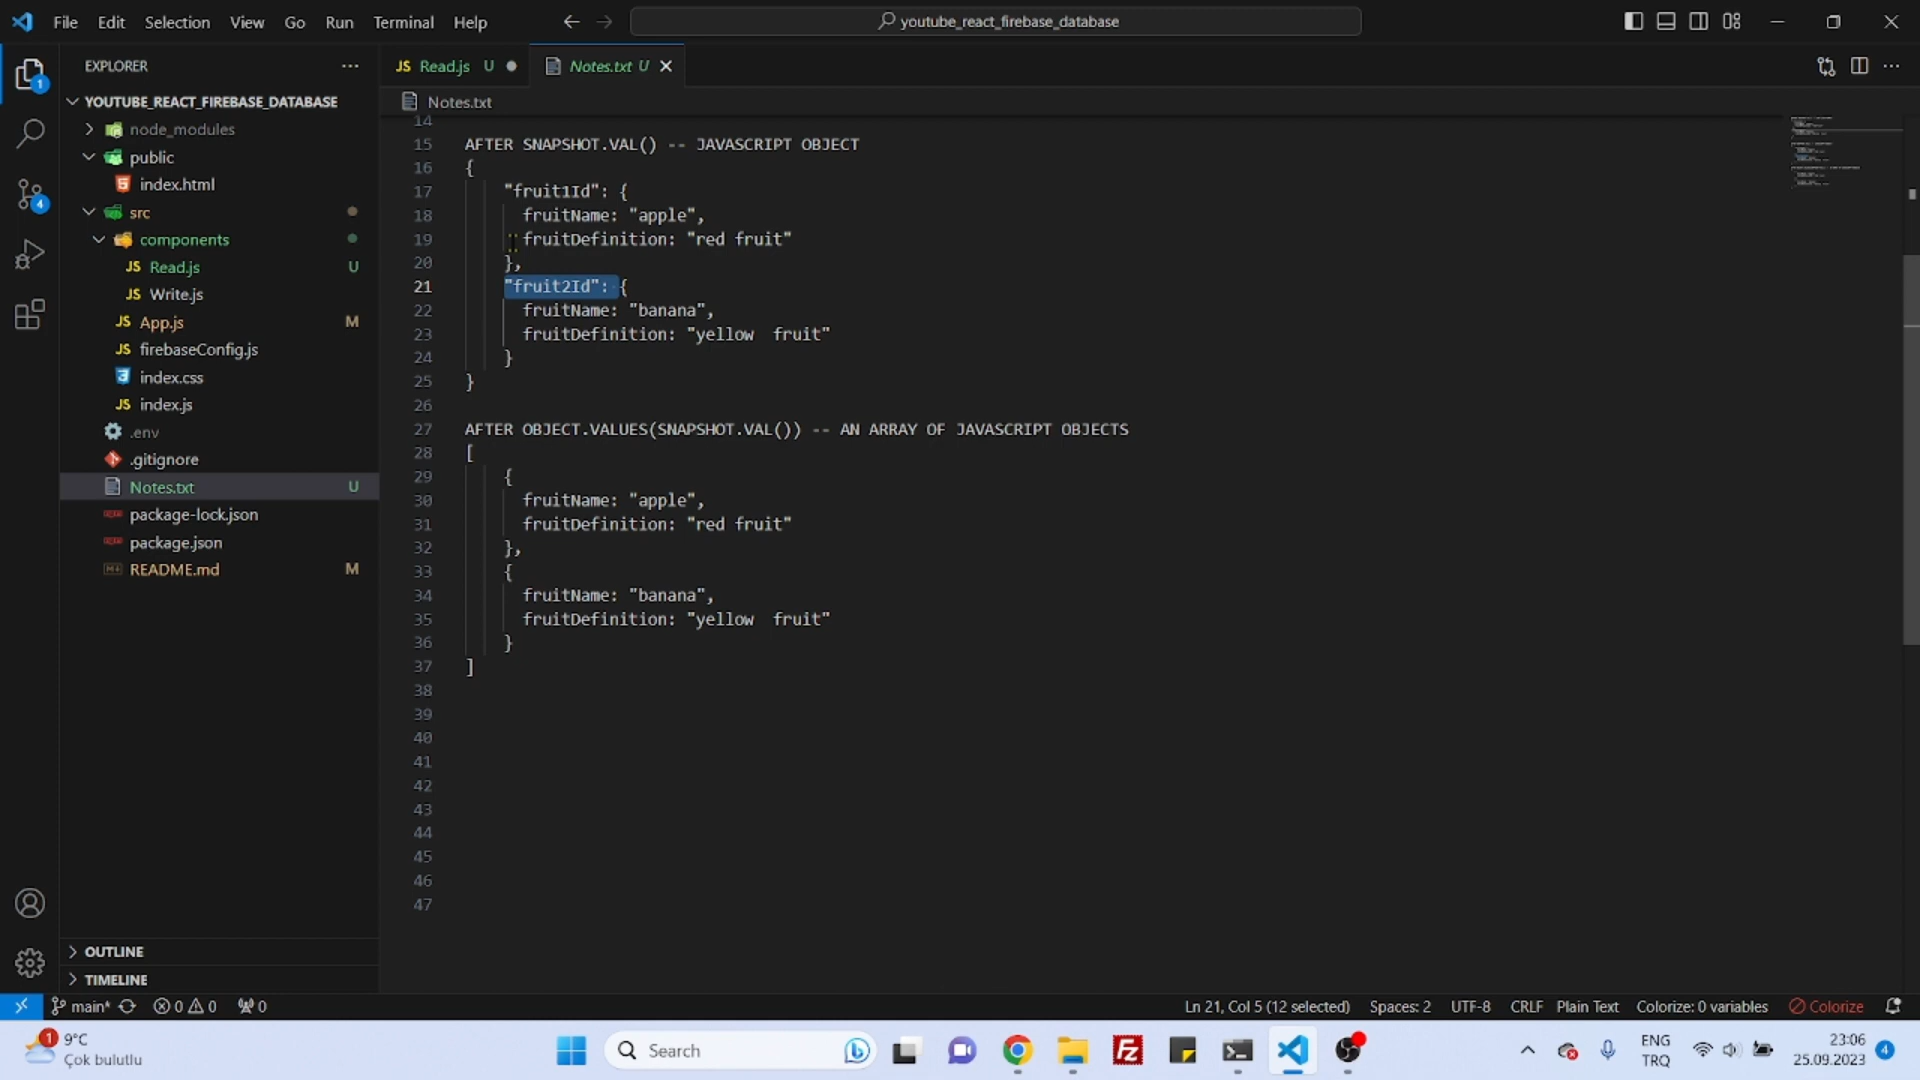 File Edit Selection View Go Run Terminal Help
youtube_react_firebase_database
EXPLORER
1
YOUTUBE_REACT_FIREBASE_DATABASE
node_modules
public
index.html
4
src
components
Read.js U
Write.js
App.js M
firebaseConfig.js
index.css
index.js
.env
.gitignore
Notes.txt U
package-lock.json
package.json
README.md M
OUTLINE
TIMELINE
JS Read.js U
Notes.txt U
Notes.txt
14
15 AFTER SNAPSHOT.VAL() -- JAVASCRIPT OBJECT
16 {
17 "fruit1Id": {
18 fruitName: "apple",
19 fruitDefinition: "red fruit"
20 },
21 "fruit2Id": {
22 fruitName: "banana",
23 fruitDefinition: "yellow  fruit"
24 }
25 }
26
27 AFTER OBJECT.VALUES(SNAPSHOT.VAL()) -- AN ARRAY OF JAVASCRIPT OBJECTS
28 [
29 {
30 fruitName: "apple",
31 fruitDefinition: "red fruit"
32 },
33 {
34 fruitName: "banana",
35 fruitDefinition: "yellow  fruit"
36 }
37 ]
38
39
40
41
42
43
44
45
46
47
main* 0 0 0 Ln 21, Col 5 (12 selected) Spaces: 2 UTF-8 CRLF Plain Text Colorize: 0 variables Colorize
1
9°C
Çok bulutlu
Search
Fz
ENG
TRQ
23:06
25.09.2023
4